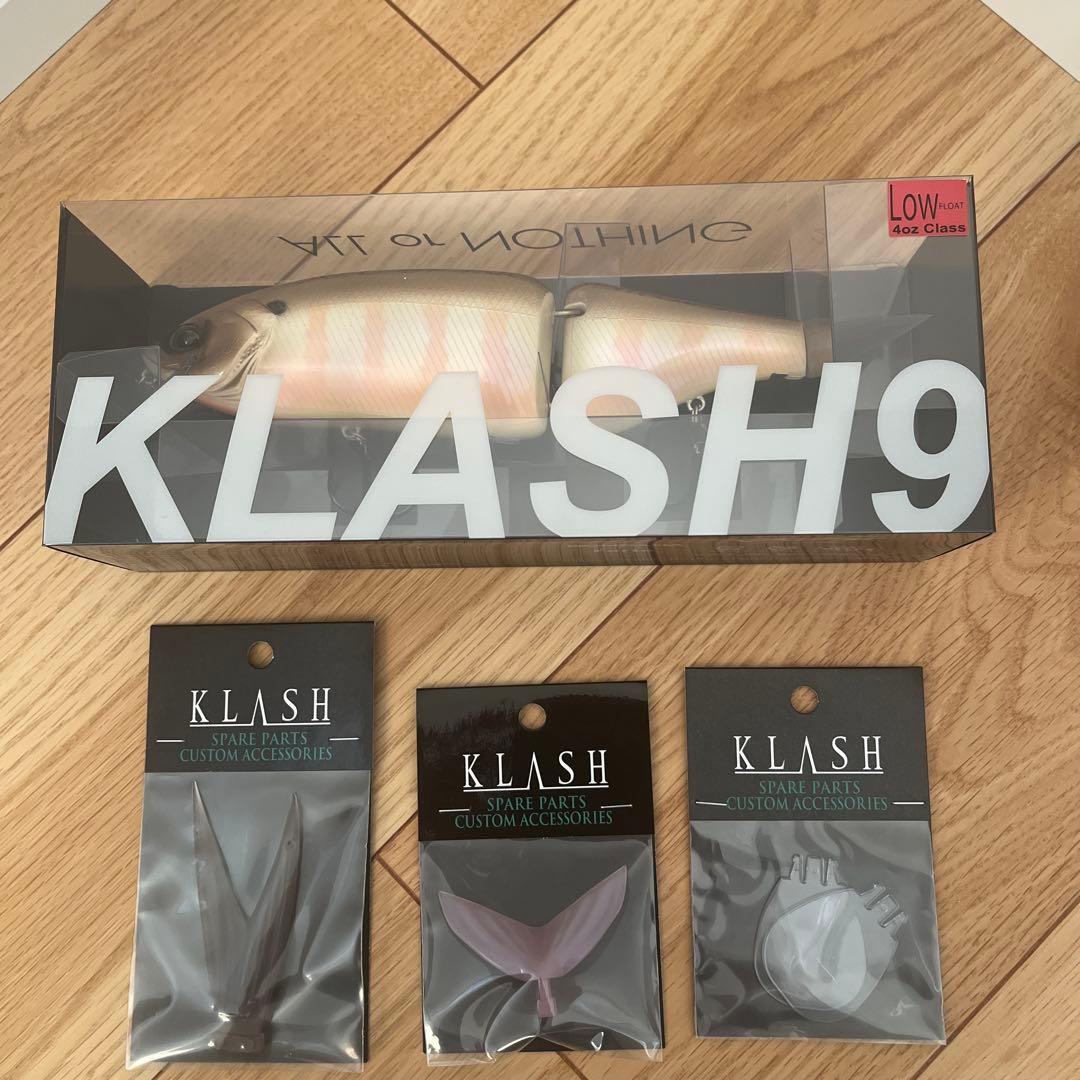 LOW FLOAT
4oz Class
ALL or NOTHING
KLASH9
KLASH
SPARE PARTS
CUSTOM ACCESSORIES
KLASH
SPARE PARTS
CUSTOM ACCESSORIES
KLASH
SPARE PARTS
CUSTOM ACCESSORIES